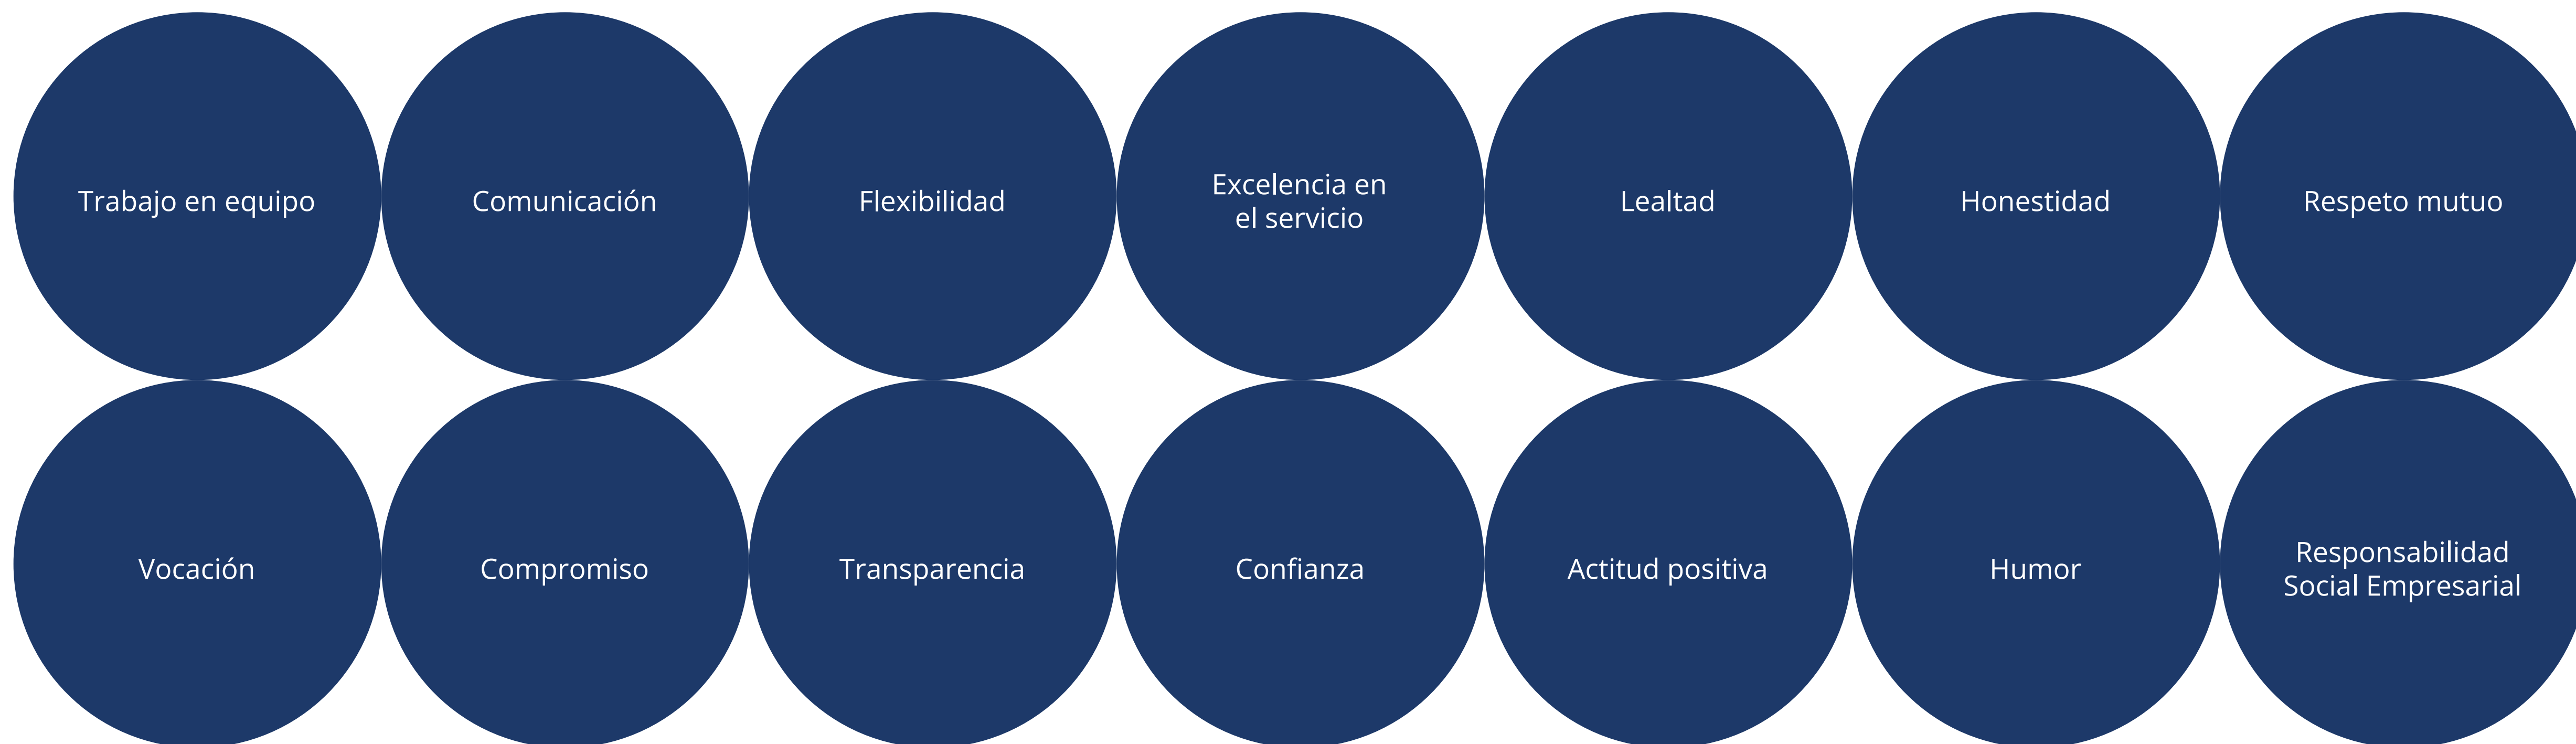 Trabajo en equipo
Comunicación
Flexibilidad
Excelencia en
el servicio
Lealtad
Honestidad
Respeto mutuo
Vocación
Compromiso
Transparencia
Confianza
Actitud positiva
Humor
Responsabilidad
Social Empresarial